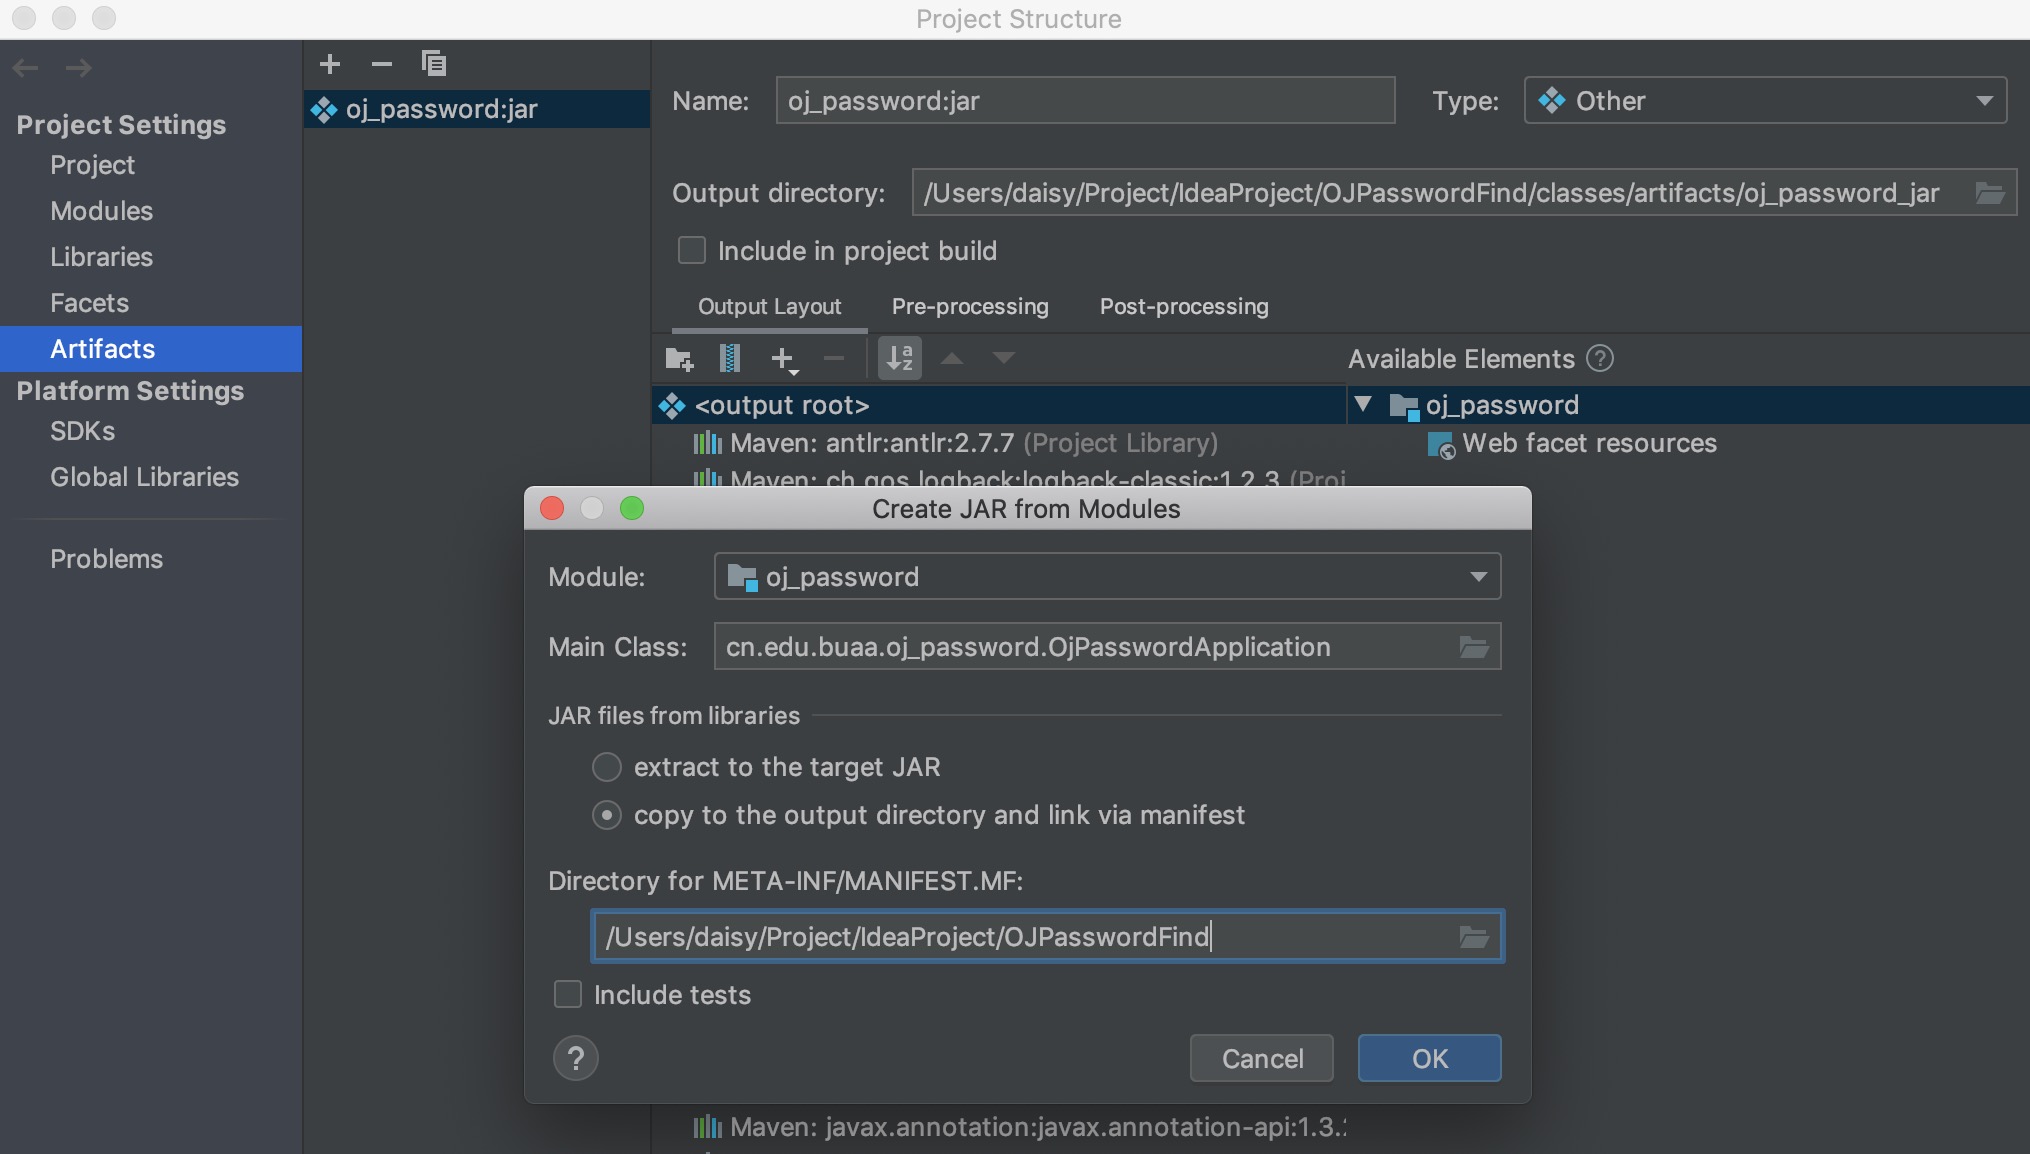 Project Structure
Project Settings
Project
Modules
Libraries
Facets
Artifacts
Platform Settings
SDKs
Global Libraries
Problems
oj_password:jar
Name: oj_password:jar Type: Other
Output directory: /Users/daisy/Project/IdeaProject/OJPasswordFind/classes/artifacts/oj_password_jar
Include in project build
Output Layout Pre-processing Post-processing
Available Elements ?
<output root>
Maven: antlr:antlr:2.7.7 (Project Library)
Maven: ch.qos.logback:logback-classic:1.2.3 (Proj
oj_password
Web facet resources
Create JAR from Modules
Module: oj_password
Main Class: cn.edu.buaa.oj_password.OjPasswordApplication
JAR files from libraries
extract to the target JAR
copy to the output directory and link via manifest
Directory for META-INF/MANIFEST.MF:
/Users/daisy/Project/IdeaProject/OJPasswordFind
Include tests
? Cancel OK
Maven: javax.annotation:javax.annotation-api:1.3.